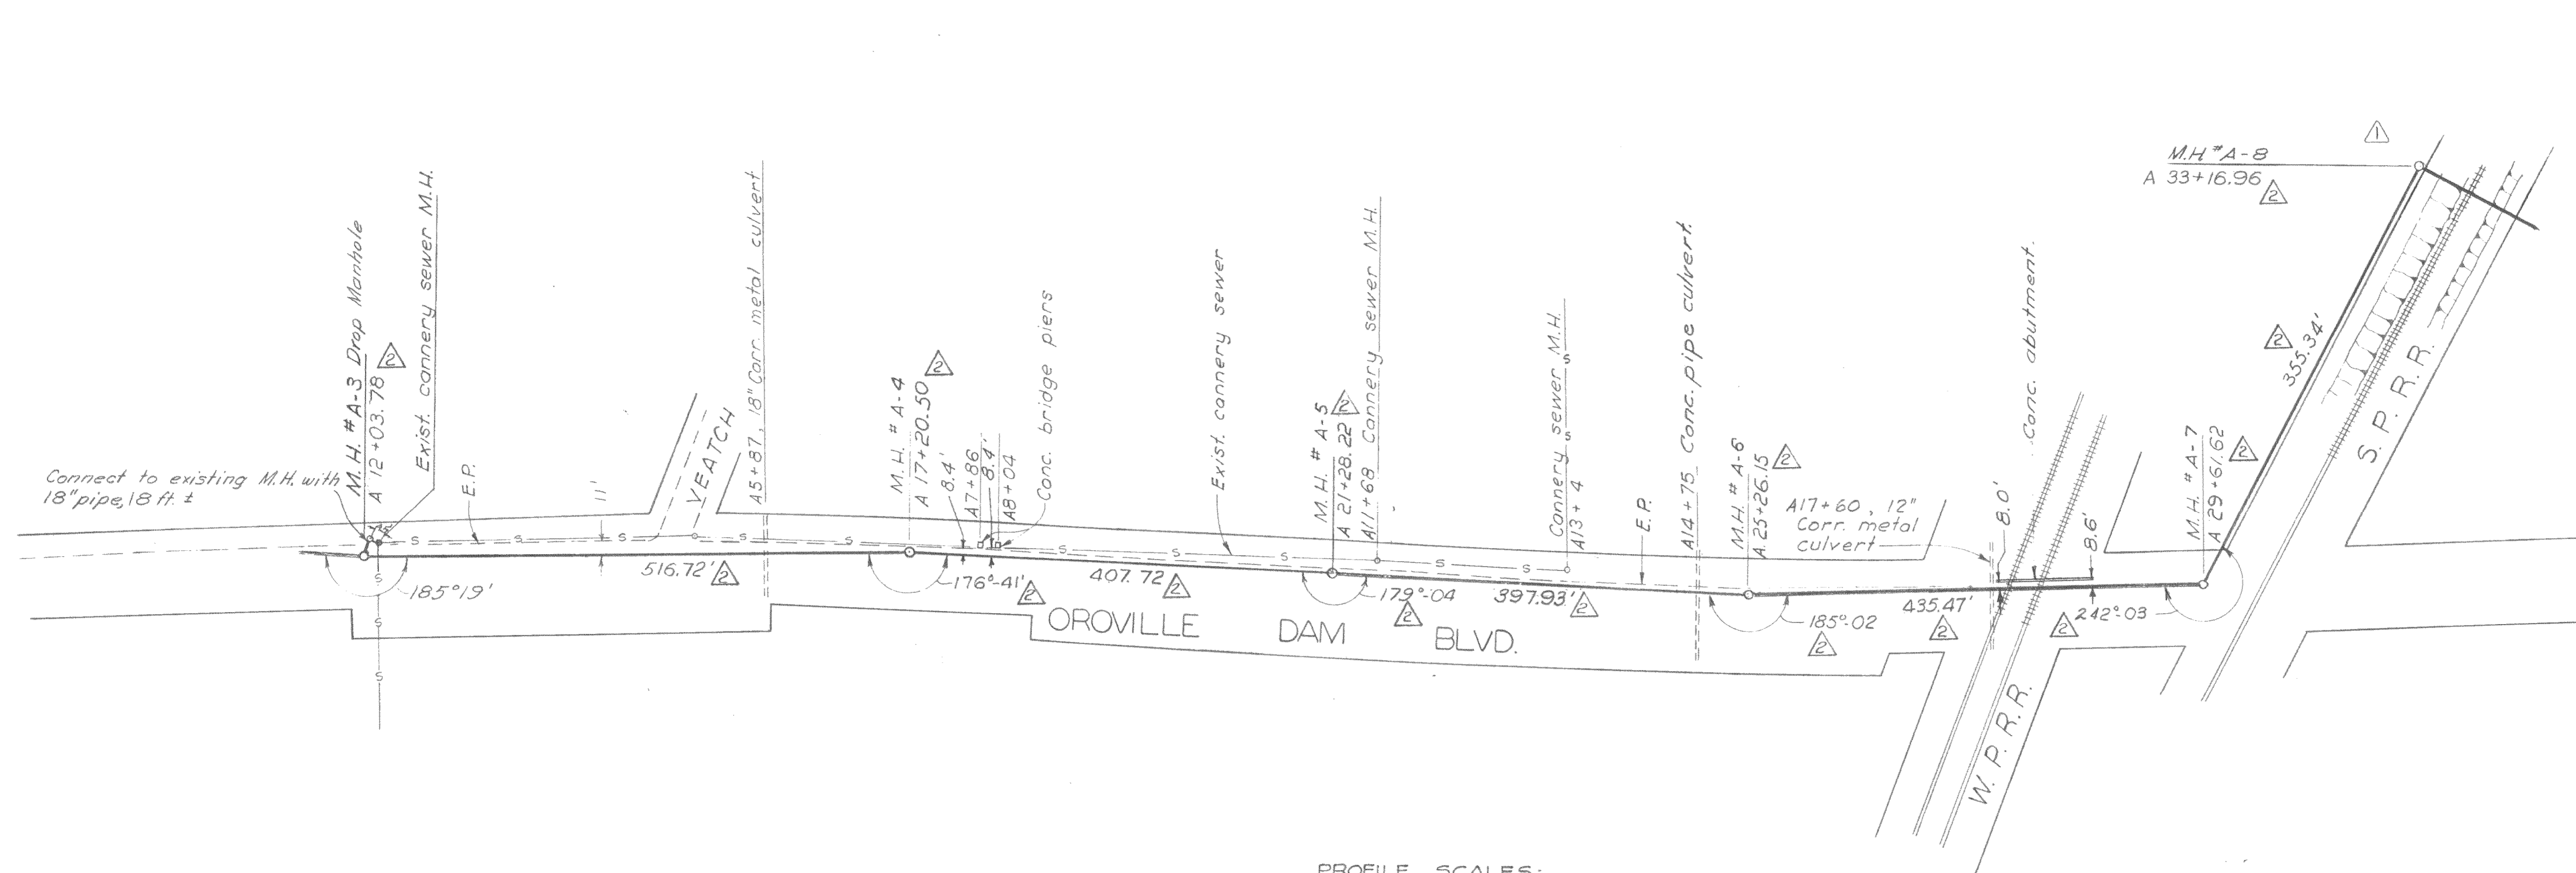 Connect to existing M.H. with
18" pipe, 18 ft. ±
M.H. # A-3 Drop Manhole
A 12+03.78
2
Exist. cannery sewer M.H.
E.P.
11'
VEATCH
A5+87, 18" Corr. metal culvert
M.H. # A-4
A 17+20.50
2
8.4'
A7+86
8.4'
A8+04
Conc. bridge piers
Exist. cannery sewer
M.H. # A-5
A 21+28.22
2
A11+68 Cannery sewer M.H.
Cannery sewer M.H.
A13+ 4
E.P.
A14+75 Conc. pipe culvert.
M.H. # A-6
A 25+26.15
2
A17+60, 12"
Corr. metal
culvert
8.0'
Conc. abutment.
8.6'
M.H. # A-7
A 29+61.62
2
M.H # A-8
A 33+16.96
2
1
355.34'
2
S. P. R. R.
W. P. R. R.
S S S S S S S S S S S
S S
S
S
S
185°19'
516.72'
2
176°-41'
2
407.72
2
179°-04
2
397.93'
2
185°-02
2
435.47'
2
242°-03
2
OROVILLE DAM BLVD.
PROFILE SCALES: